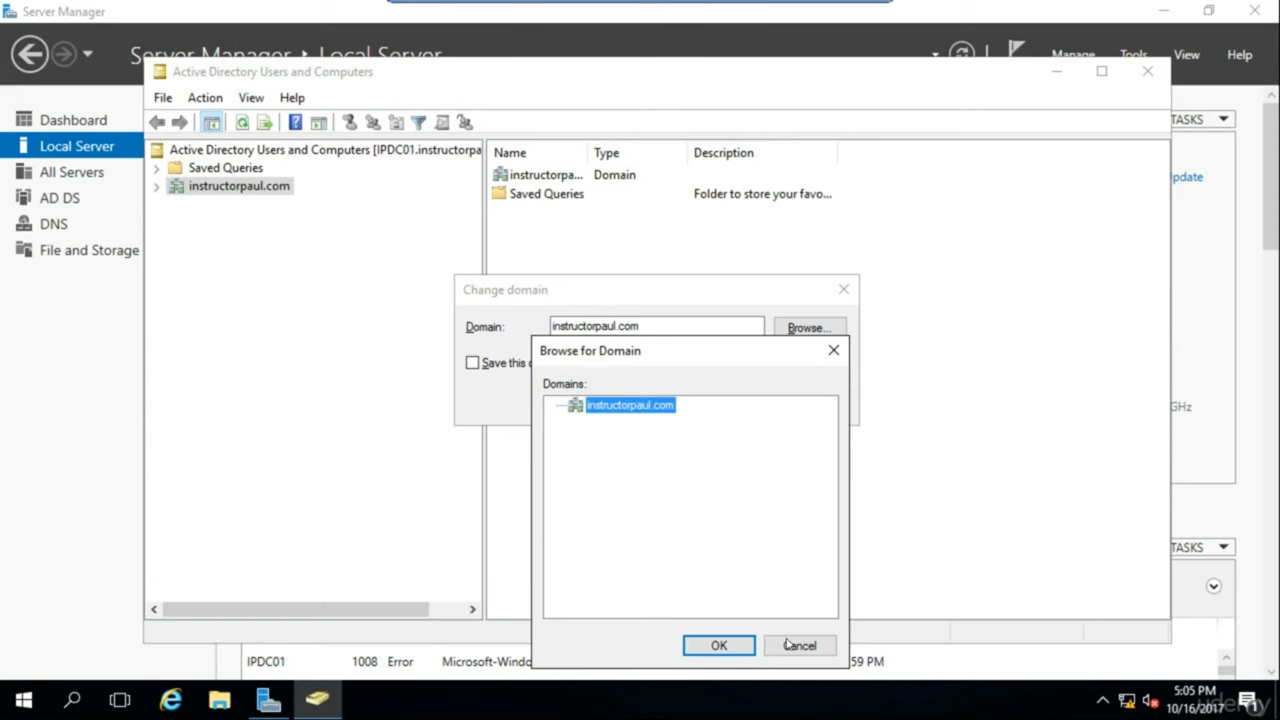 Server Manager
Server Manager ▸ Local Server
Manage Tools View Help
Active Directory Users and Computers
File Action View Help
Dashboard
Local Server
All Servers
AD DS
DNS
File and Storage
Active Directory Users and Computers [IPDC01.instructorpa
Saved Queries
instructorpaul.com
Name Type Description
instructorpa... Domain
Saved Queries Folder to store your favo...
TASKS
pdate
GHz
TASKS
Change domain
Domain: instructorpaul.com Browse...
Save this
Browse for Domain
Domains:
instructorpaul.com
OK Cancel
IPDC01 1008 Error Microsoft-Windo 59 PM
5:05 PM
10/16/2017
udemy
1